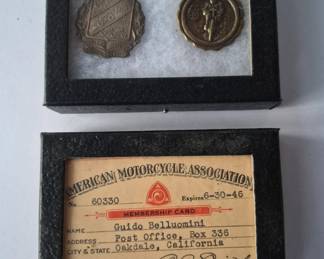 AMERICAN MOTORCYCLE ASSOCIATION
No. 60330 Expires 6-30-46
MEMBERSHIP CARD
NAME Guido Belluomini
ADDRESS Post Office, Box 336
CITY & STATE Oakdale, California